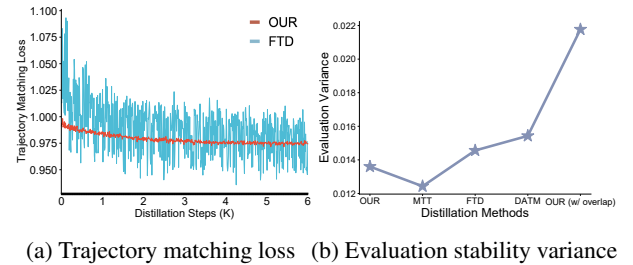 1.100
1.075
1.050
1.025
1.000
0.975
0.950
Trajectory Matching Loss
OUR
FTD
0 1 2 3 4 5 6
Distillation Steps (K)
0.022
0.020
0.018
0.016
0.014
0.012
Evaluation Variance
OUR MTT FTD DATM OUR (w/ overlap)
Distillation Methods
(a) Trajectory matching loss (b) Evaluation stability variance